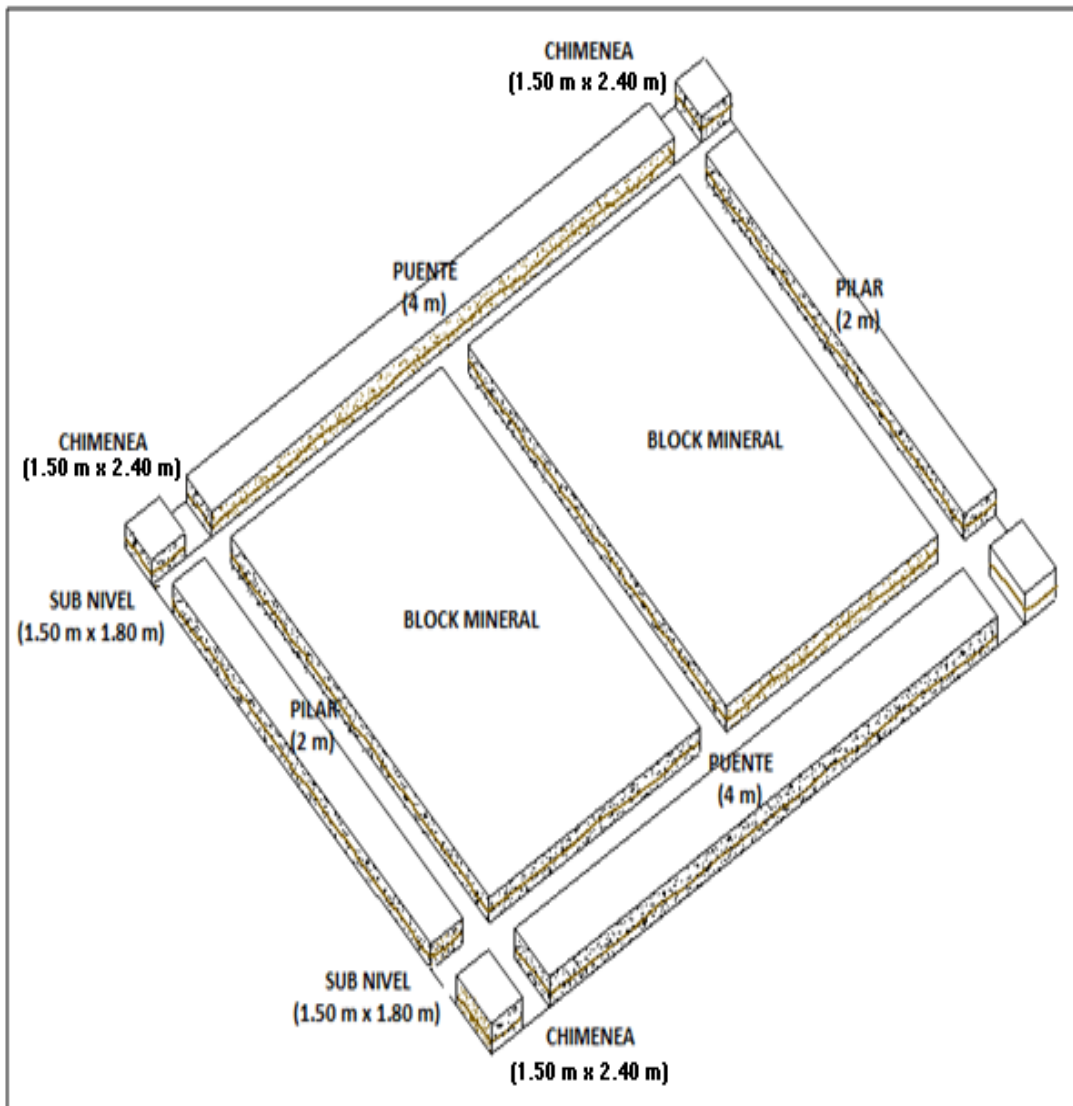 CHIMENEA
(1.50 m x 2.40 m)
PUENTE
(4 m)
PILAR
(2 m)
CHIMENEA
(1.50 m x 2.40 m)
BLOCK MINERAL
SUB NIVEL
(1.50 m x 1.80 m)
BLOCK MINERAL
PILAR
(2 m)
PUENTE
(4 m)
SUB NIVEL
(1.50 m x 1.80 m)
CHIMENEA
(1.50 m x 2.40 m)